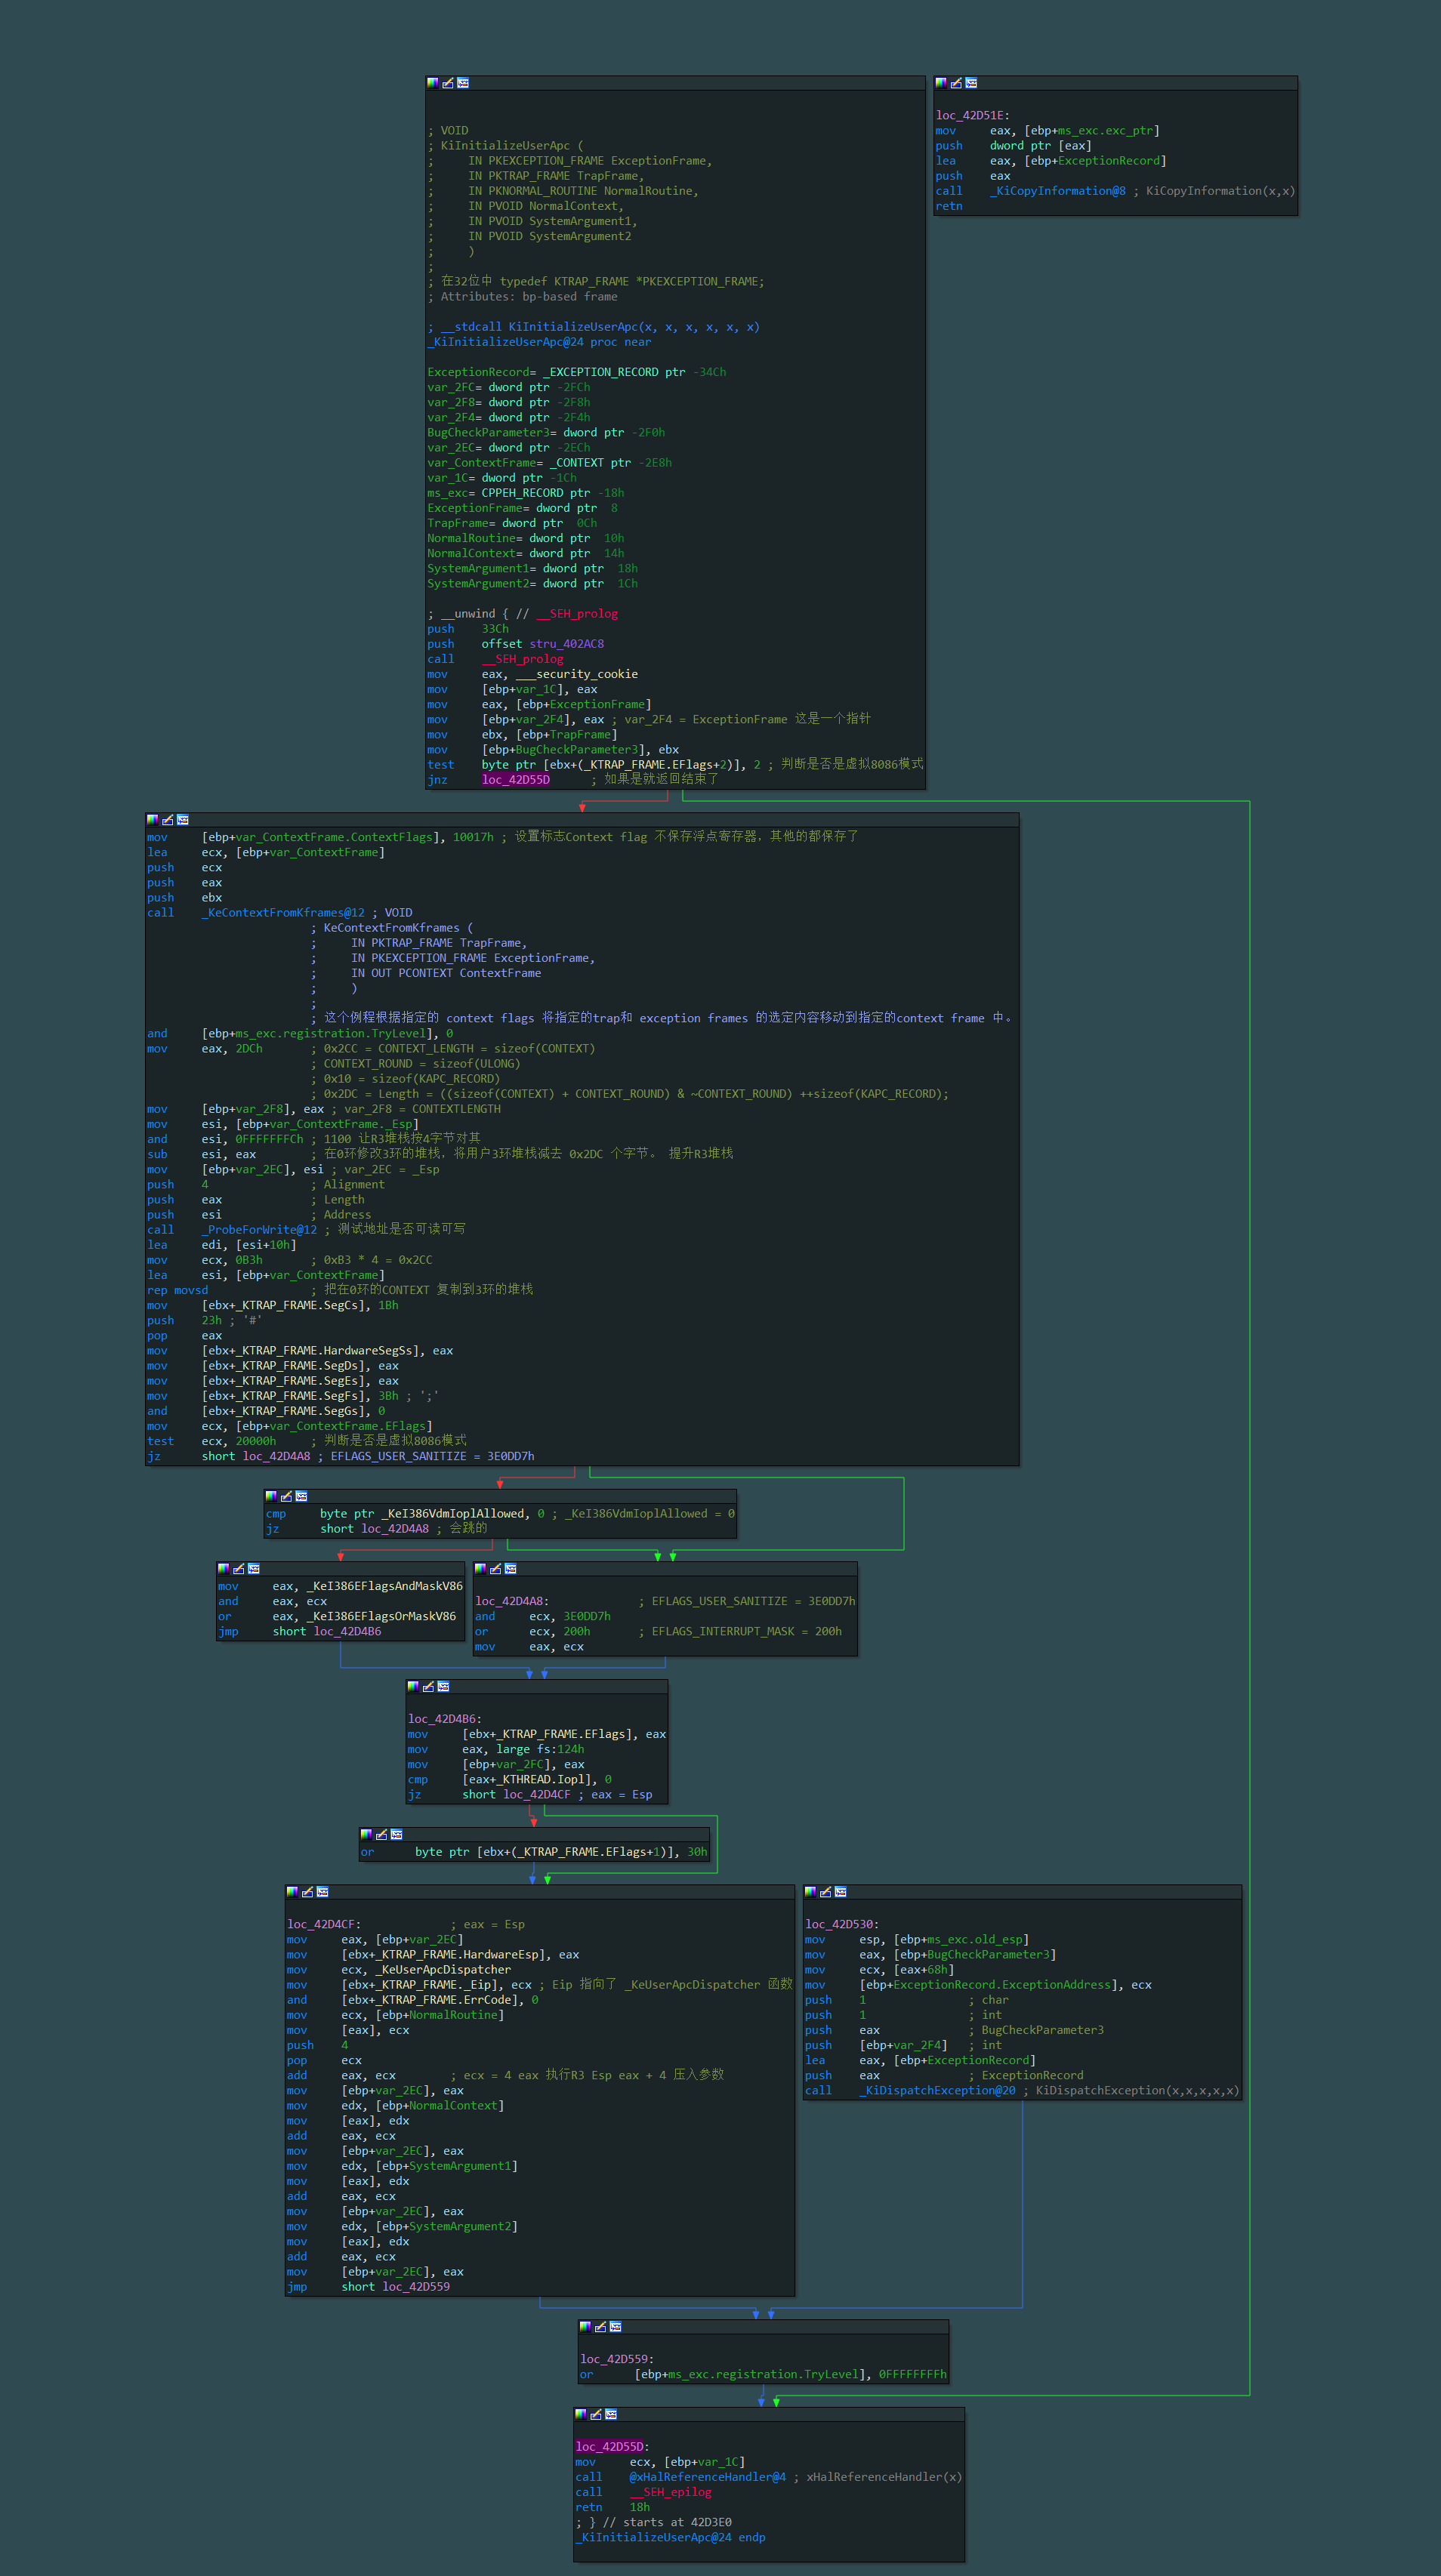 ; VOID
; KiInitializeUserApc (
;     IN PKEXCEPTION_FRAME ExceptionFrame,
;     IN PKTRAP_FRAME TrapFrame,
;     IN PKNORMAL_ROUTINE NormalRoutine,
;     IN PVOID NormalContext,
;     IN PVOID SystemArgument1,
;     IN PVOID SystemArgument2
;     )
;
; 在32位中 typedef KTRAP_FRAME *PKEXCEPTION_FRAME;
; Attributes: bp-based frame
; __stdcall KiInitializeUserApc(x, x, x, x, x, x)
_KiInitializeUserApc@24 proc near
ExceptionRecord= _EXCEPTION_RECORD ptr -34Ch
var_2FC= dword ptr -2FCh
var_2F8= dword ptr -2F8h
var_2F4= dword ptr -2F4h
BugCheckParameter3= dword ptr -2F0h
var_2EC= dword ptr -2ECh
var_ContextFrame= _CONTEXT ptr -2E8h
var_1C= dword ptr -1Ch
ms_exc= CPPEH_RECORD ptr -18h
ExceptionFrame= dword ptr  8
TrapFrame= dword ptr  0Ch
NormalRoutine= dword ptr  10h
NormalContext= dword ptr  14h
SystemArgument1= dword ptr  18h
SystemArgument2= dword ptr  1Ch
; __unwind { // __SEH_prolog
push    33Ch
push    offset stru_402AC8
call    __SEH_prolog
mov     eax, ___security_cookie
mov     [ebp+var_1C], eax
mov     eax, [ebp+ExceptionFrame]
mov     [ebp+var_2F4], eax ; var_2F4 = ExceptionFrame 这是一个指针
mov     ebx, [ebp+TrapFrame]
mov     [ebp+BugCheckParameter3], ebx
test    byte ptr [ebx+(_KTRAP_FRAME.EFlags+2)], 2 ; 判断是否是虚拟8086模式
jnz     loc_42D55D      ; 如果是就返回结束了
loc_42D51E:
mov     eax, [ebp+ms_exc.exc_ptr]
push    dword ptr [eax]
lea     eax, [ebp+ExceptionRecord]
push    eax
call    _KiCopyInformation@8 ; KiCopyInformation(x,x)
retn
mov     [ebp+var_ContextFrame.ContextFlags], 10017h ; 设置标志Context flag 不保存浮点寄存器，其他的都保存了
lea     ecx, [ebp+var_ContextFrame]
push    ecx
push    eax
push    ebx
call    _KeContextFromKframes@12 ; VOID
; KeContextFromKframes (
;     IN PKTRAP_FRAME TrapFrame,
;     IN PKEXCEPTION_FRAME ExceptionFrame,
;     IN OUT PCONTEXT ContextFrame
;     )
;
; 这个例程根据指定的 context flags 将指定的trap和 exception frames 的选定内容移动到指定的context frame 中。
and     [ebp+ms_exc.registration.TryLevel], 0
mov     eax, 2DCh       ; 0x2CC = CONTEXT_LENGTH = sizeof(CONTEXT)
; CONTEXT_ROUND = sizeof(ULONG)
; 0x10 = sizeof(KAPC_RECORD)
; 0x2DC = Length = ((sizeof(CONTEXT) + CONTEXT_ROUND) & ~CONTEXT_ROUND) ++sizeof(KAPC_RECORD);
mov     [ebp+var_2F8], eax ; var_2F8 = CONTEXTLENGTH
mov     esi, [ebp+var_ContextFrame._Esp]
and     esi, 0FFFFFFFCh ; 1100 让R3堆栈按4字节对其
sub     esi, eax        ; 在0环修改3环的堆栈，将用户3环堆栈减去 0x2DC 个字节。 提升R3堆栈
mov     [ebp+var_2EC], esi ; var_2EC = _Esp
push    4               ; Alignment
push    eax             ; Length
push    esi             ; Address
call    _ProbeForWrite@12 ; 测试地址是否可读可写
lea     edi, [esi+10h]
mov     ecx, 0B3h       ; 0xB3 * 4 = 0x2CC
lea     esi, [ebp+var_ContextFrame]
rep movsd               ; 把在0环的CONTEXT 复制到3环的堆栈
mov     [ebx+_KTRAP_FRAME.SegCs], 1Bh
push    23h ; '#'
pop     eax
mov     [ebx+_KTRAP_FRAME.HardwareSegSs], eax
mov     [ebx+_KTRAP_FRAME.SegDs], eax
mov     [ebx+_KTRAP_FRAME.SegEs], eax
mov     [ebx+_KTRAP_FRAME.SegFs], 3Bh ; ';'
and     [ebx+_KTRAP_FRAME.SegGs], 0
mov     ecx, [ebp+var_ContextFrame.EFlags]
test    ecx, 20000h     ; 判断是否是虚拟8086模式
jz      short loc_42D4A8 ; EFLAGS_USER_SANITIZE = 3E0DD7h
cmp     byte ptr _KeI386VdmIoplAllowed, 0 ; _KeI386VdmIoplAllowed = 0
jz      short loc_42D4A8 ; 会跳的
mov     eax, _KeI386EFlagsAndMaskV86
and     eax, ecx
or      eax, _KeI386EFlagsOrMaskV86
jmp     short loc_42D4B6
loc_42D4A8:             ; EFLAGS_USER_SANITIZE = 3E0DD7h
and     ecx, 3E0DD7h
or      ecx, 200h       ; EFLAGS_INTERRUPT_MASK = 200h
mov     eax, ecx
loc_42D4B6:
mov     [ebx+_KTRAP_FRAME.EFlags], eax
mov     eax, large fs:124h
mov     [ebp+var_2FC], eax
cmp     [eax+_KTHREAD.Iopl], 0
jz      short loc_42D4CF ; eax = Esp
or      byte ptr [ebx+(_KTRAP_FRAME.EFlags+1)], 30h
loc_42D4CF:             ; eax = Esp
mov     eax, [ebp+var_2EC]
mov     [ebx+_KTRAP_FRAME.HardwareEsp], eax
mov     ecx, _KeUserApcDispatcher
mov     [ebx+_KTRAP_FRAME._Eip], ecx ; Eip 指向了 _KeUserApcDispatcher 函数
and     [ebx+_KTRAP_FRAME.ErrCode], 0
mov     ecx, [ebp+NormalRoutine]
mov     [eax], ecx
push    4
pop     ecx
add     eax, ecx        ; ecx = 4 eax 执行R3 Esp eax + 4 压入参数
mov     [ebp+var_2EC], eax
mov     edx, [ebp+NormalContext]
mov     [eax], edx
add     eax, ecx
mov     [ebp+var_2EC], eax
mov     edx, [ebp+SystemArgument1]
mov     [eax], edx
add     eax, ecx
mov     [ebp+var_2EC], eax
mov     edx, [ebp+SystemArgument2]
mov     [eax], edx
add     eax, ecx
mov     [ebp+var_2EC], eax
jmp     short loc_42D559
loc_42D530:
mov     esp, [ebp+ms_exc.old_esp]
mov     eax, [ebp+BugCheckParameter3]
mov     ecx, [eax+68h]
mov     [ebp+ExceptionRecord.ExceptionAddress], ecx
push    1               ; char
push    1               ; int
push    eax             ; BugCheckParameter3
push    [ebp+var_2F4]   ; int
lea     eax, [ebp+ExceptionRecord]
push    eax             ; ExceptionRecord
call    _KiDispatchException@20 ; KiDispatchException(x,x,x,x,x)
loc_42D559:
or      [ebp+ms_exc.registration.TryLevel], 0FFFFFFFFh
loc_42D55D:
mov     ecx, [ebp+var_1C]
call    @xHalReferenceHandler@4 ; xHalReferenceHandler(x)
call    __SEH_epilog
retn    18h
; } // starts at 42D3E0
_KiInitializeUserApc@24 endp